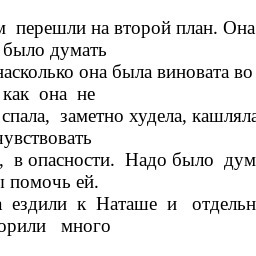 м перешли на второй план. Она
было думать
насколько она была виновата во
как она не
спала, заметно худела, кашляла
чувствовать
, в опасности. Надо было дум
ы помочь ей.
а ездили к Наташе и отдельн
орили много